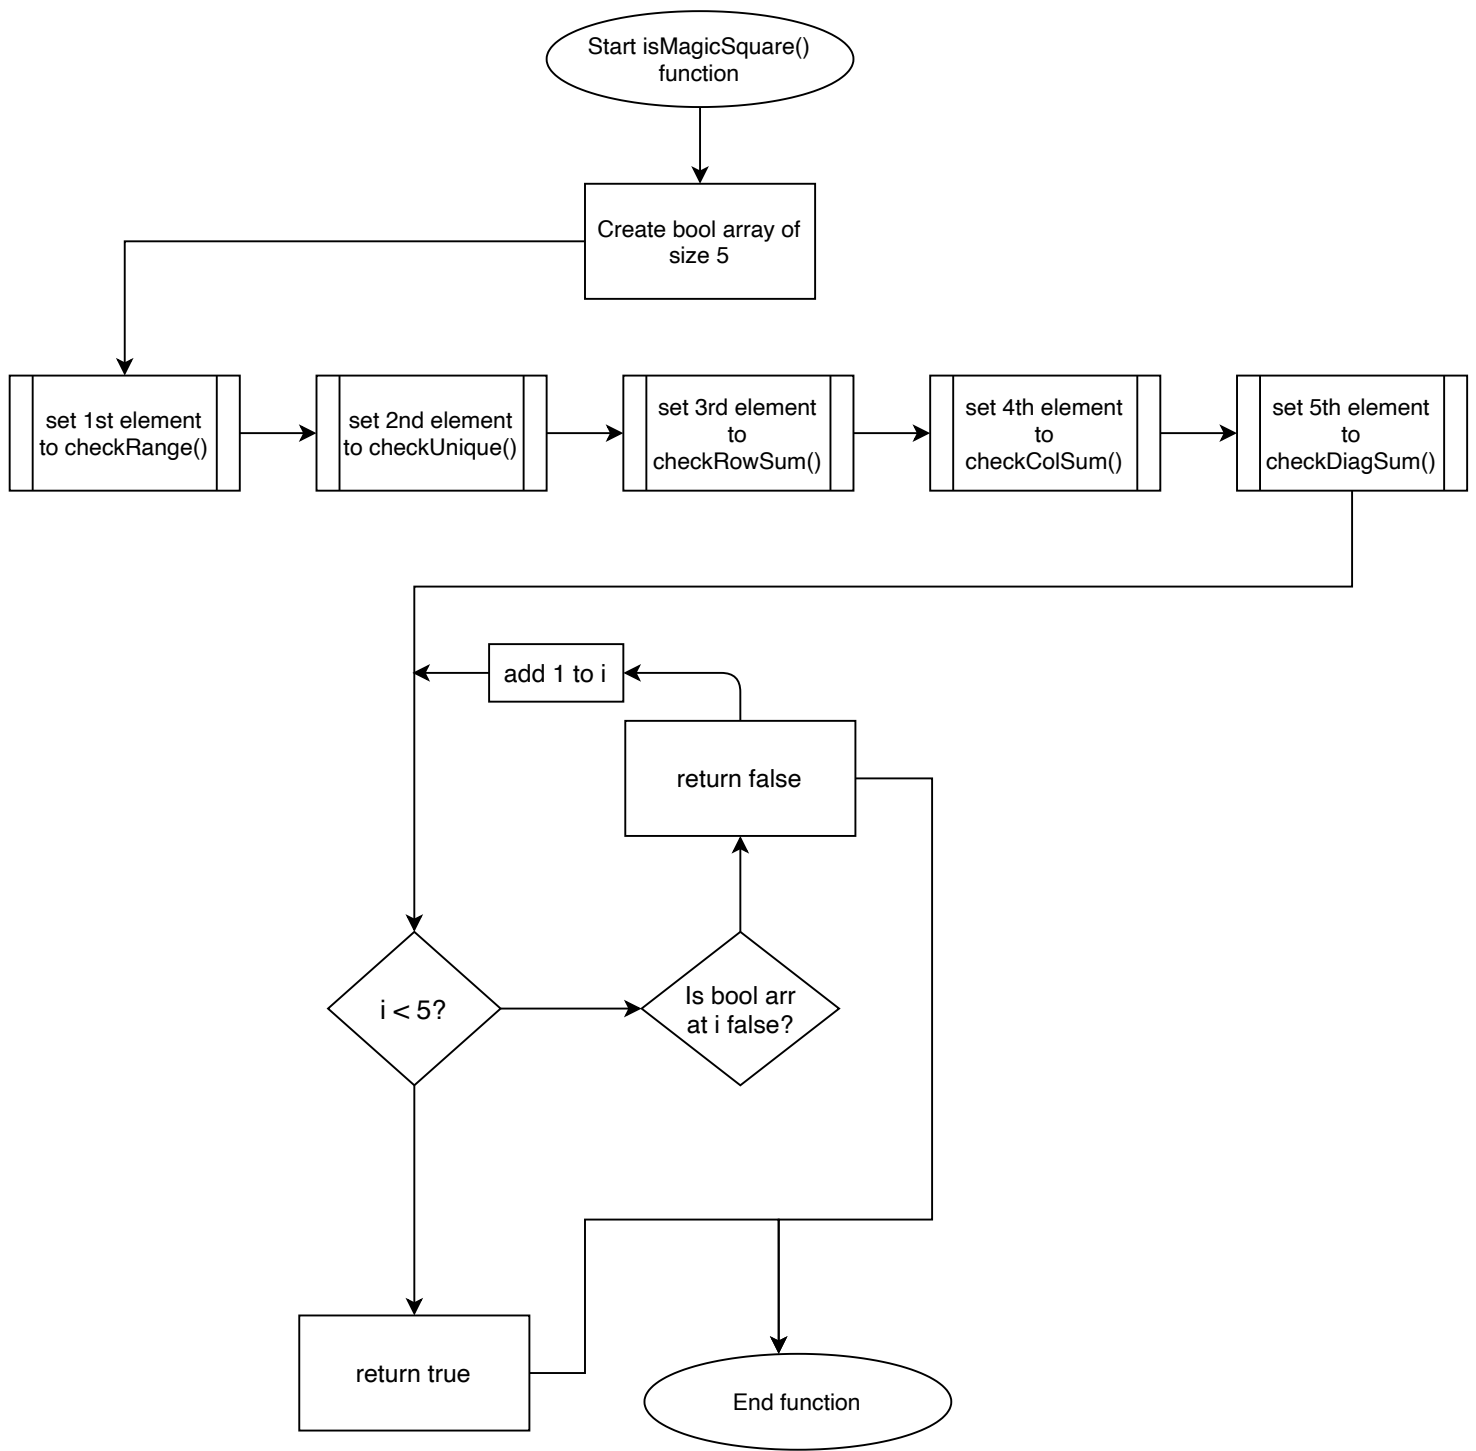 Start isMagicSquare()
function
Create bool array of
size 5
set 1st element
to checkRange()
set 2nd element
to checkUnique()
set 3rd element
to
checkRowSum()
set 4th element
to
checkColSum()
set 5th element
to
checkDiagSum()
add 1 to i
return false
i < 5?
Is bool arr
at i false?
return true
End function